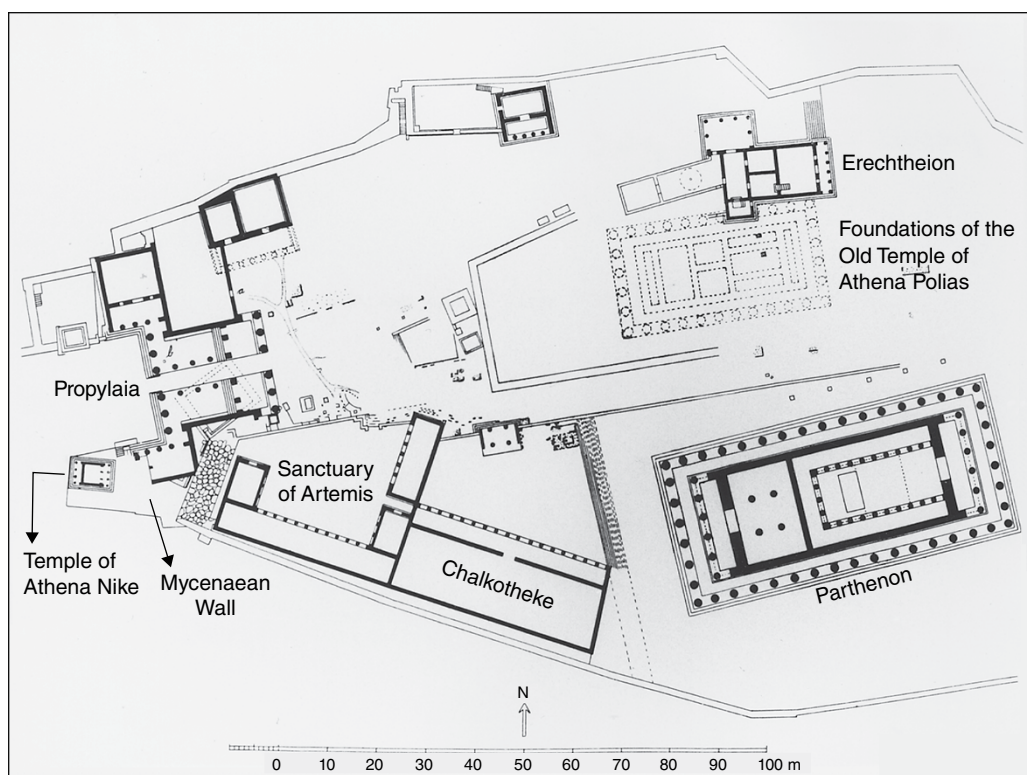 Erechtheion
Foundations of the
Old Temple of
Athena Polias
Propylaia
Sanctuary
of Artemis
Temple of
Athena Nike
Mycenaean
Wall
Chalkotheke
Parthenon
N
0 10 20 30 40 50 60 70 80 90 100 m